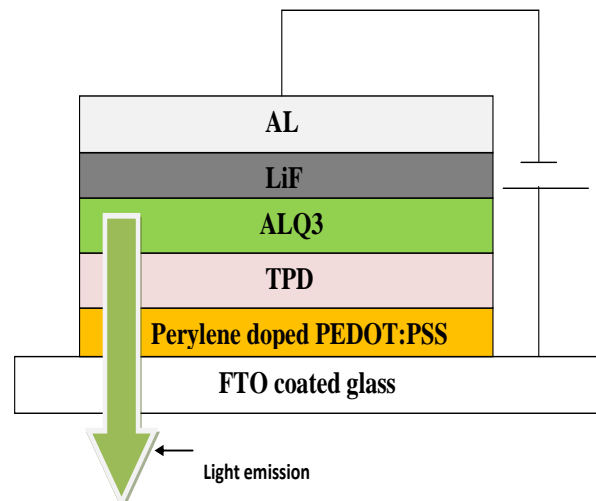 AL
LiF
ALQ3
TPD
Perylene doped PEDOT:PSS
FTO coated glass
Light emission